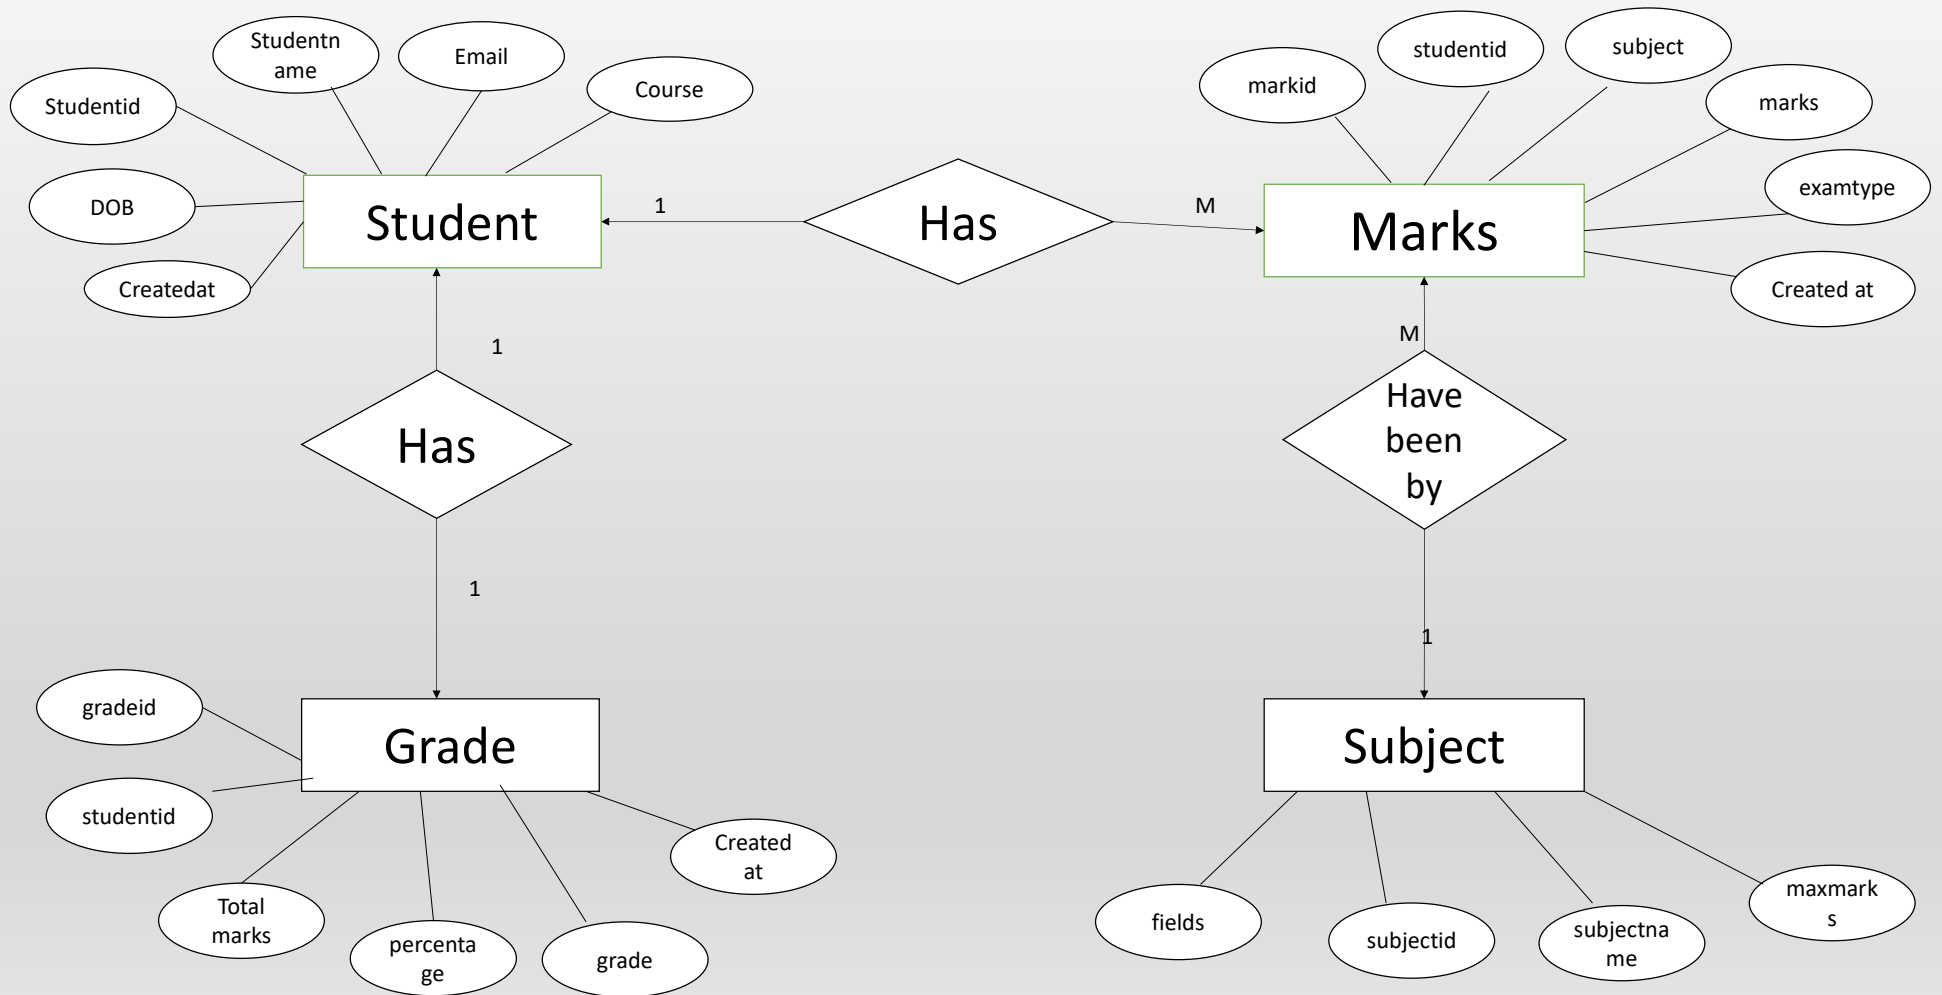 Studentn
ame
Email
Course
Studentid
DOB
Createdat
Student
1
Has
M
markid
studentid
subject
marks
examtype
Created at
Marks
1
Has
1
M
Have
been
by
1
gradeid
studentid
Grade
Total
marks
percenta
ge
grade
Created
at
Subject
fields
subjectid
subjectna
me
maxmark
s